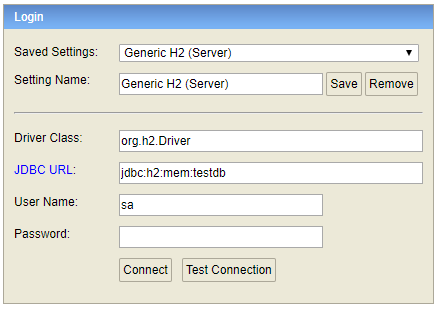 Login
Saved Settings: Generic H2 (Server)
Setting Name: Generic H2 (Server) Save Remove
Driver Class: org.h2.Driver
JDBC URL: jdbc:h2:mem:testdb
User Name: sa
Password:
Connect Test Connection